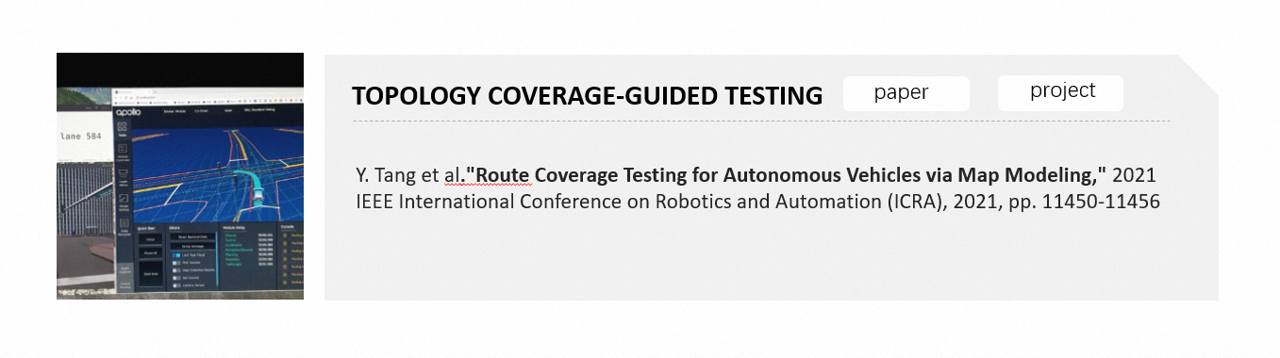 TOPOLOGY COVERAGE-GUIDED TESTING
paper
project
Y. Tang et al."Route Coverage Testing for Autonomous Vehicles via Map Modeling," 2021
IEEE International Conference on Robotics and Automation (ICRA), 2021, pp. 11450-11456
apollo
lane 584